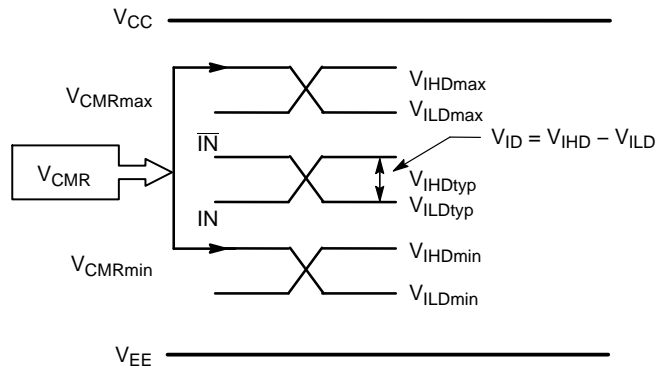 VCC
VCMRmax
VIHDmax
VILDmax
IN
VID = VIHD – VILD
VCMR
VIHDtyp
VILDtyp
IN
VCMRmin
VIHDmin
VILDmin
VEE